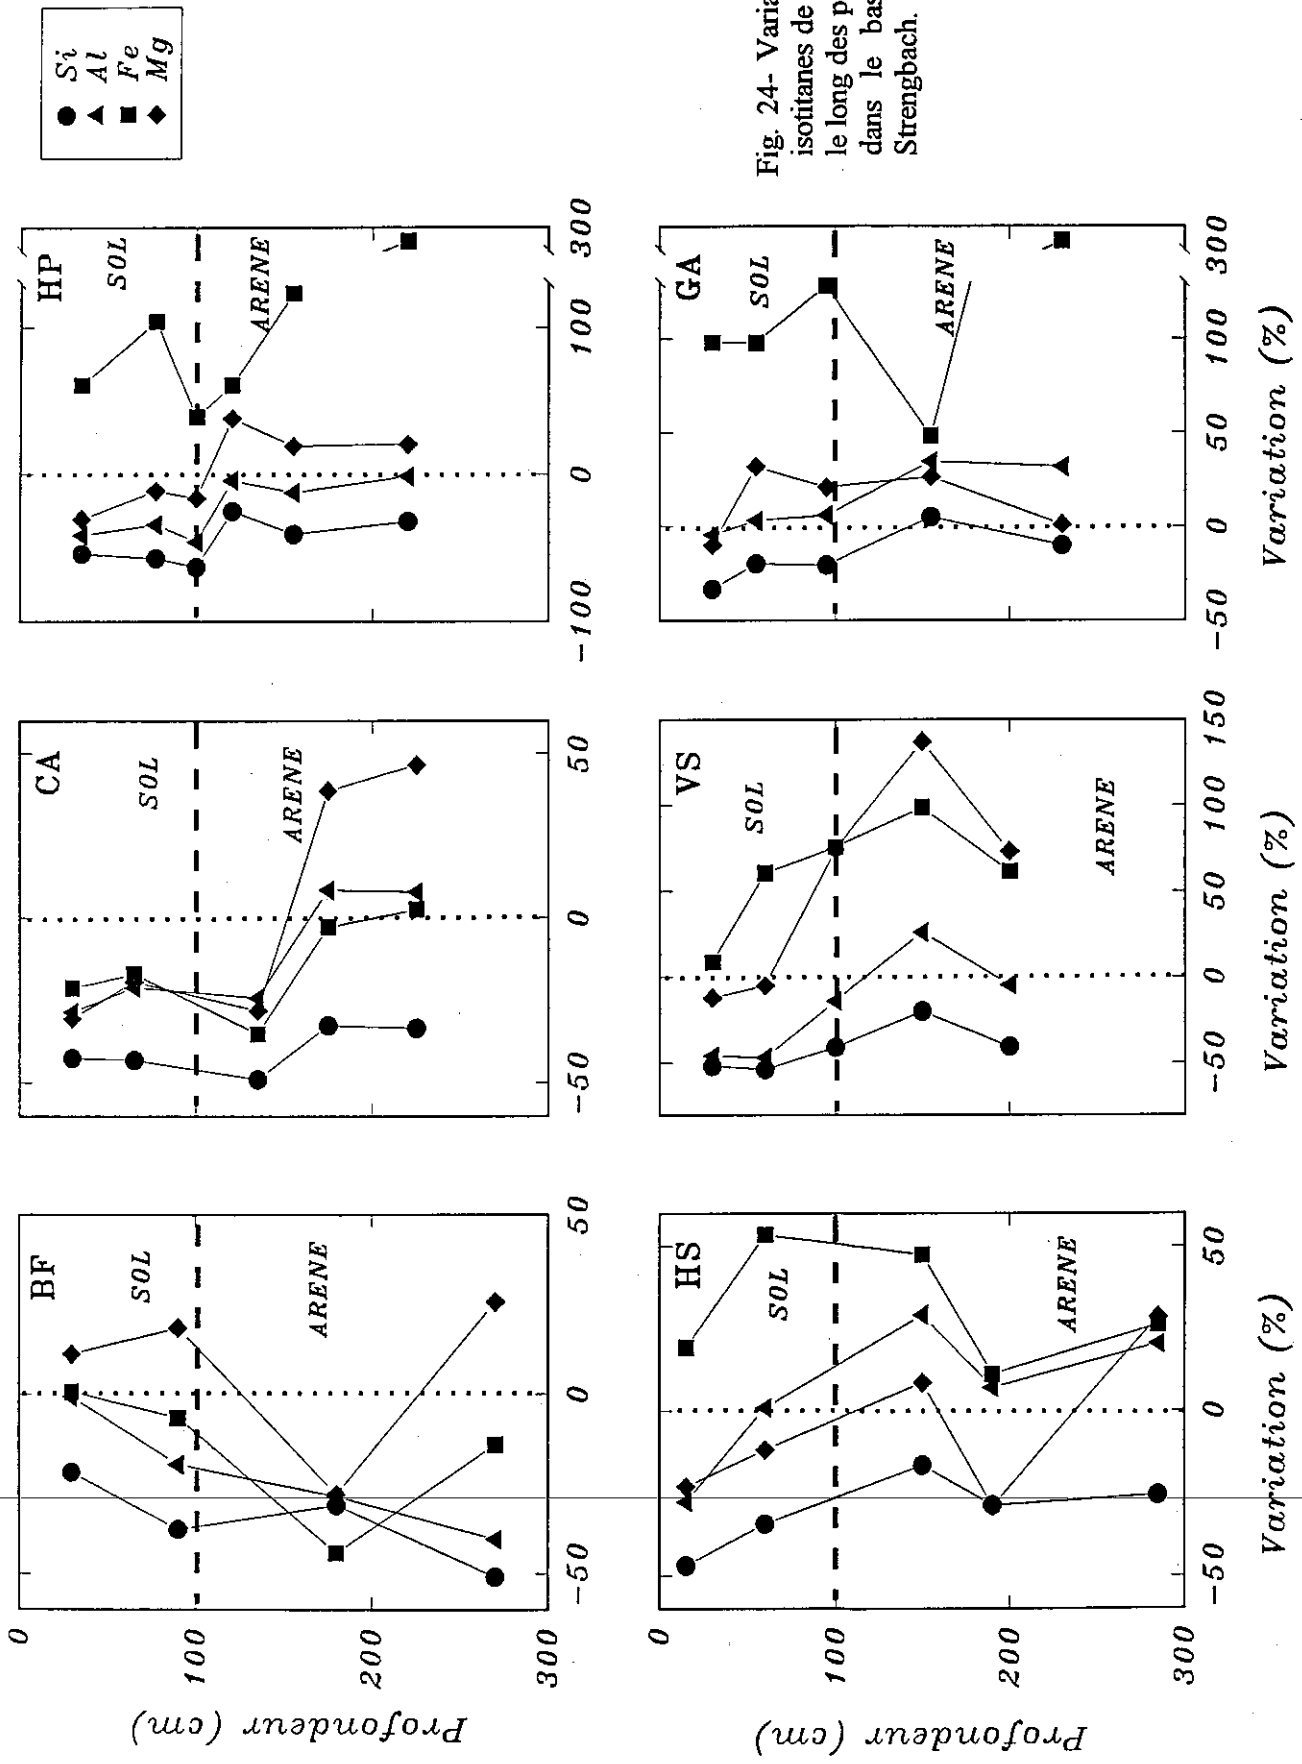 BF
SOL
ARENE
CA
SOL
ARENE
HP
SOL
ARENE
Si
Al
Fe
Mg
0
100
200
300
Profondeur (cm)
-50
0
50
-50
0
50
-100
0
100
300
HS
SOL
ARENE
VS
SOL
ARENE
GA
SOL
ARENE
0
100
200
300
Profondeur (cm)
-50
0
50
Variation (%)
-50
0
50
100
150
Variation (%)
-50
0
50
100
300
Variation (%)
Fig. 24- Varia
isotitanes de
le long des p
dans le bas
Strengbach.